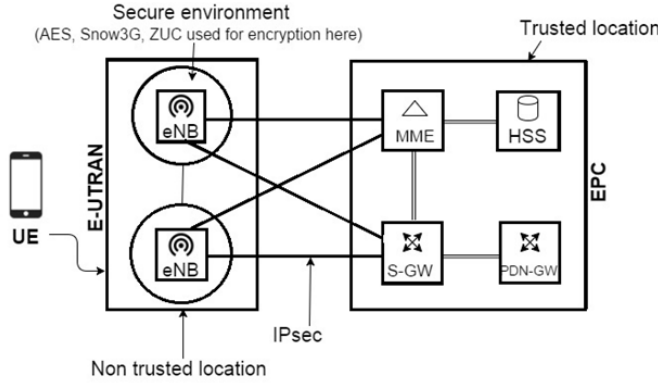 Secure environment
(AES, Snow3G, ZUC used for encryption here)
Trusted location
eNB
MME
HSS
E-UTRAN
EPC
UE
eNB
S-GW
PDN-GW
IPsec
Non trusted location